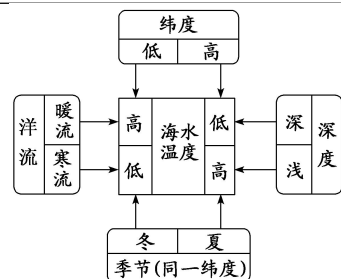 纬度
低 高
洋流 暖流 高 海水温度 低 深 深度
寒流 低 高 浅
冬 夏
季节(同一纬度)